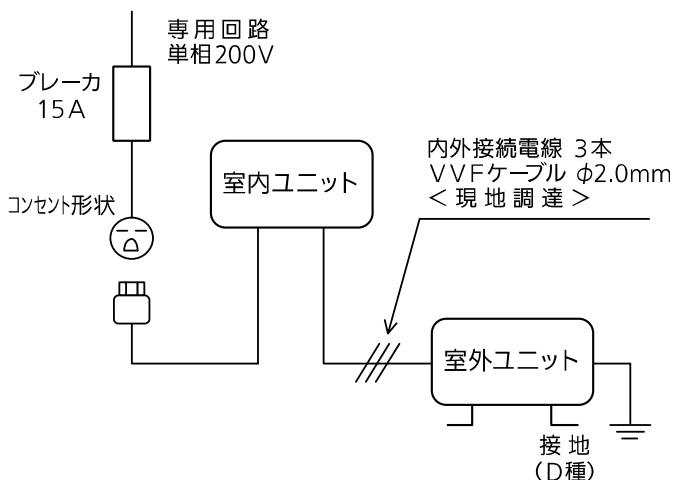 専用回路
単相200V
ブレーカ
15A
コンセント形状
室内ユニット
内外接続電線 3本
VVFケーブル φ2.0mm
＜現地調達＞
室外ユニット
接地
（D種）